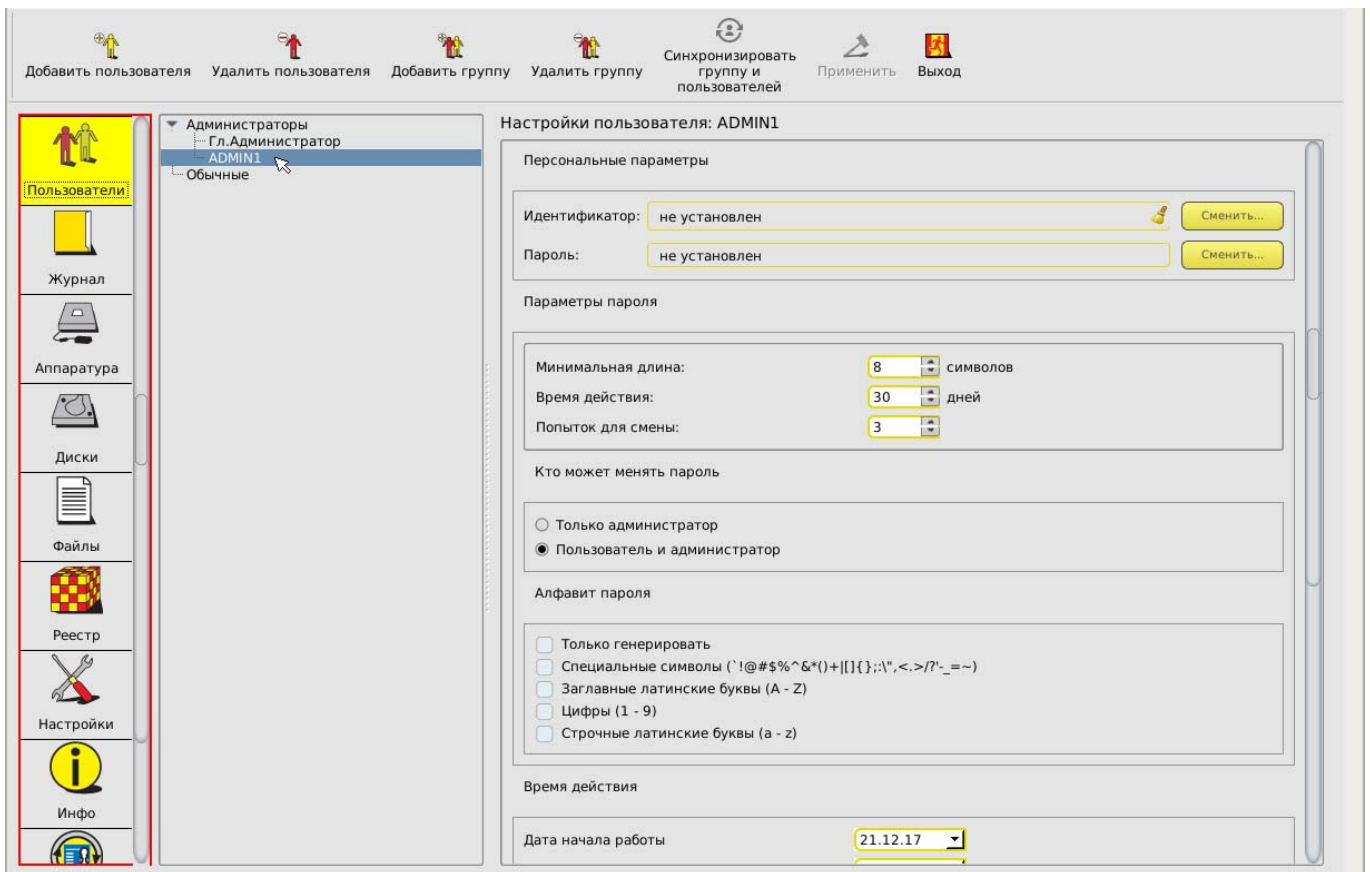 Добавить пользователя
Удалить пользователя
Добавить группу
Удалить группу
Синхронизировать
группу и
пользователей
Применить
Выход
Пользователи
Журнал
Аппаратура
Диски
Файлы
Реестр
Настройки
Инфо
Администраторы
Гл.Администратор
ADMIN1
Обычные
Настройки пользователя: ADMIN1
Персональные параметры
Идентификатор: не установлен Сменить...
Пароль: не установлен Сменить...
Параметры пароля
Минимальная длина: 8 символов
Время действия: 30 дней
Попыток для смены: 3
Кто может менять пароль
Только администратор
Пользователь и администратор
Алфавит пароля
Только генерировать
Специальные символы (`!@#$%^&*()+|[]{};:\",<.>/?'-_=~)
Заглавные латинские буквы (A - Z)
Цифры (1 - 9)
Строчные латинские буквы (a - z)
Время действия
Дата начала работы 21.12.17